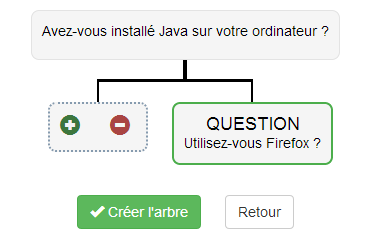 Avez-vous installé Java sur votre ordinateur ?
QUESTION
Utilisez-vous Firefox ?
Créer l'arbre
Retour